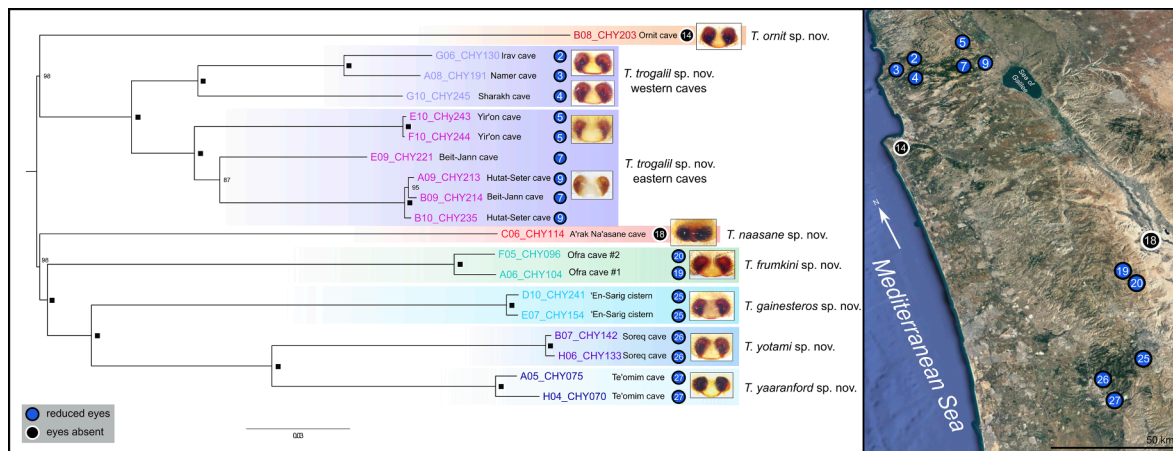 B08_CHY203 Ornit cave 14
T. ornit sp. nov.
98
G06_CHY130 Irav cave 2
A08_CHY191 Namer cave 3
T. trogalil sp. nov.
western caves
G10_CHY245 Sharakh cave 4
E10_CHy243 Yir'on cave 5
F10_CHY244 Yir'on cave 5
E09_CHY221 Beit-Jann cave 7
87
T. trogalil sp. nov.
eastern caves
A09_CHY213 Hutat-Seter cave 9
95
B09_CHY214 Beit-Jann cave 7
B10_CHY235 Hutat-Seter cave 9
C06_CHY114 A'rak Na'asane cave 18
T. naasane sp. nov.
98
F05_CHY096 Ofra cave #2 20
A06_CHY104 Ofra cave #1 19
T. frumkini sp. nov.
D10_CHY241 'En-Sarig cistern 25
E07_CHY154 'En-Sarig cistern 25
T. gainesteros sp. nov.
B07_CHY142 Soreq cave 26
H06_CHY133 Soreq cave 26
T. yotami sp. nov.
A05_CHY075 Te'omim cave 27
H04_CHY070 Te'omim cave 27
T. yaaranford sp. nov.
reduced eyes
eyes absent
0.03
5
2
3
4
7
9
Sea of
Galilee
14
N
Mediterranean Sea
18
19
20
25
26
27
50 km